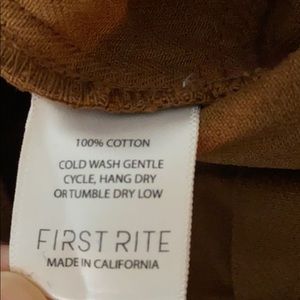 100% COTTON
COLD WASH GENTLE
CYCLE, HANG DRY
OR TUMBLE DRY LOW
FIRST RITE
MADE IN CALIFORNIA